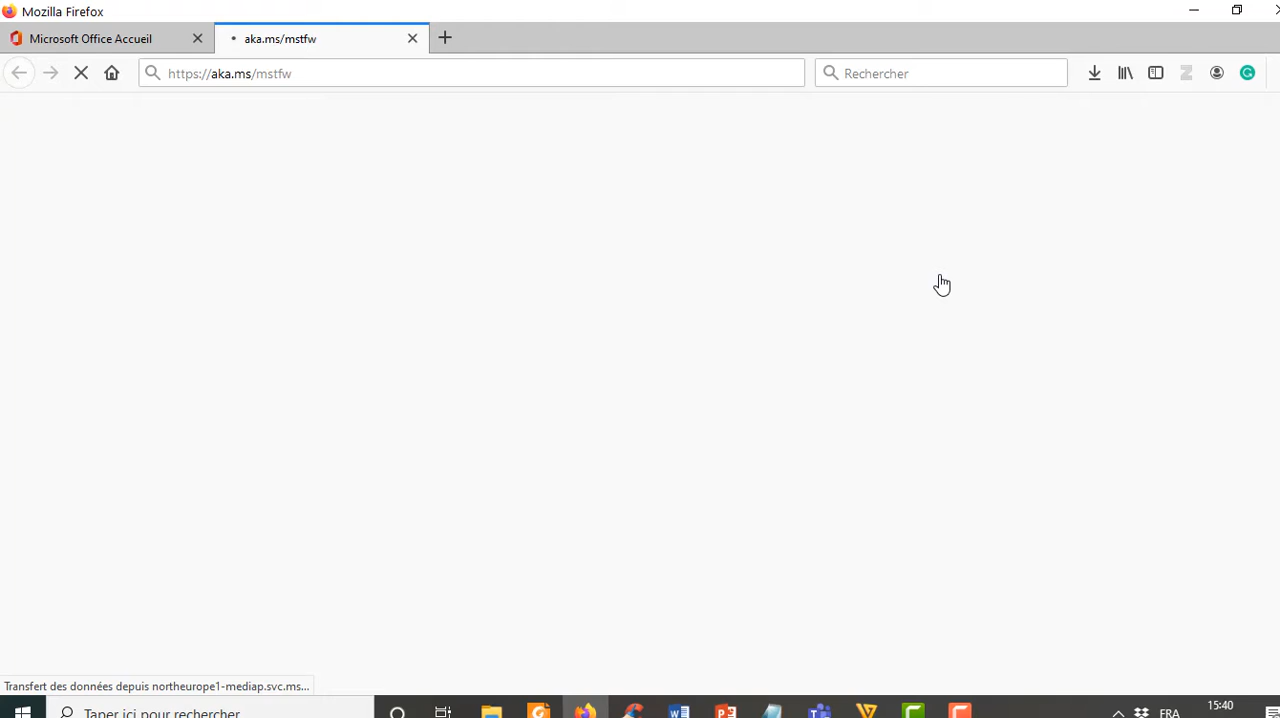 Mozilla Firefox
Microsoft Office Accueil
aka.ms/mstfw
https://aka.ms/mstfw
Rechercher
Transfert des données depuis northeurope1-mediap.svc.ms...
Taper ici pour rechercher
FRA
15:40